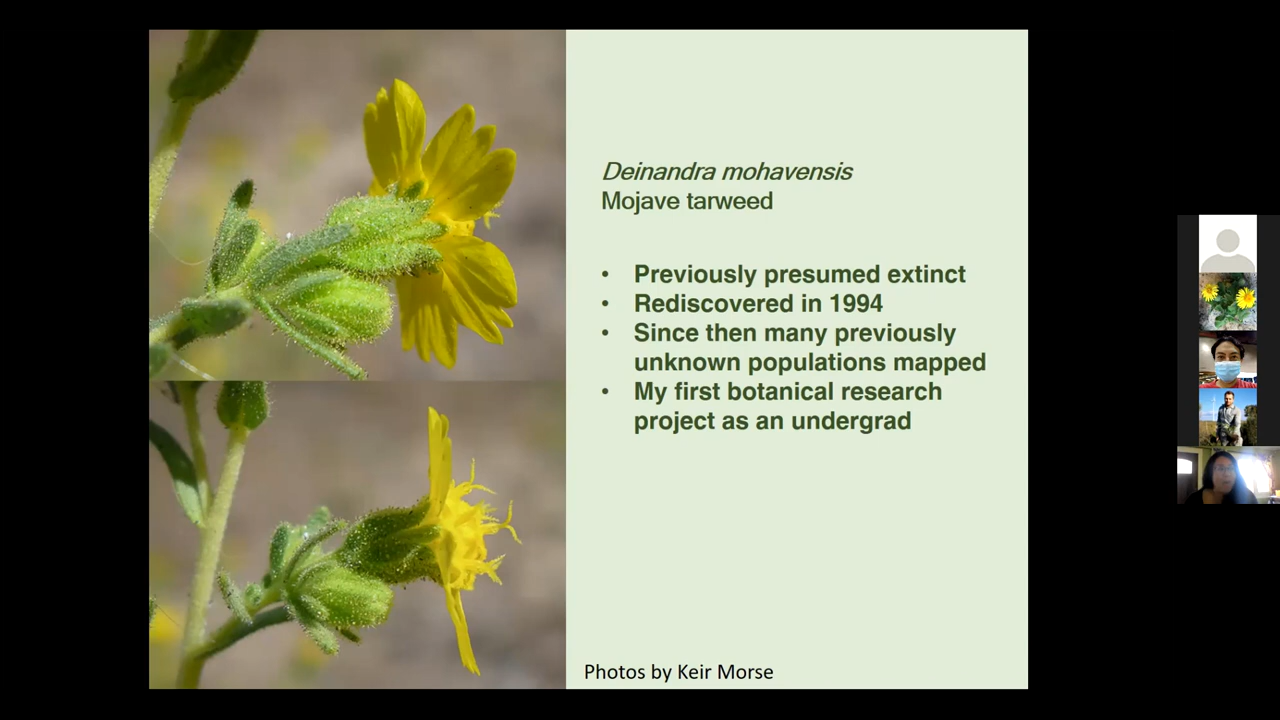 Deinandra mohavensis
Mojave tarweed
• Previously presumed extinct
• Rediscovered in 1994
• Since then many previously
unknown populations mapped
• My first botanical research
project as an undergrad
Photos by Keir Morse